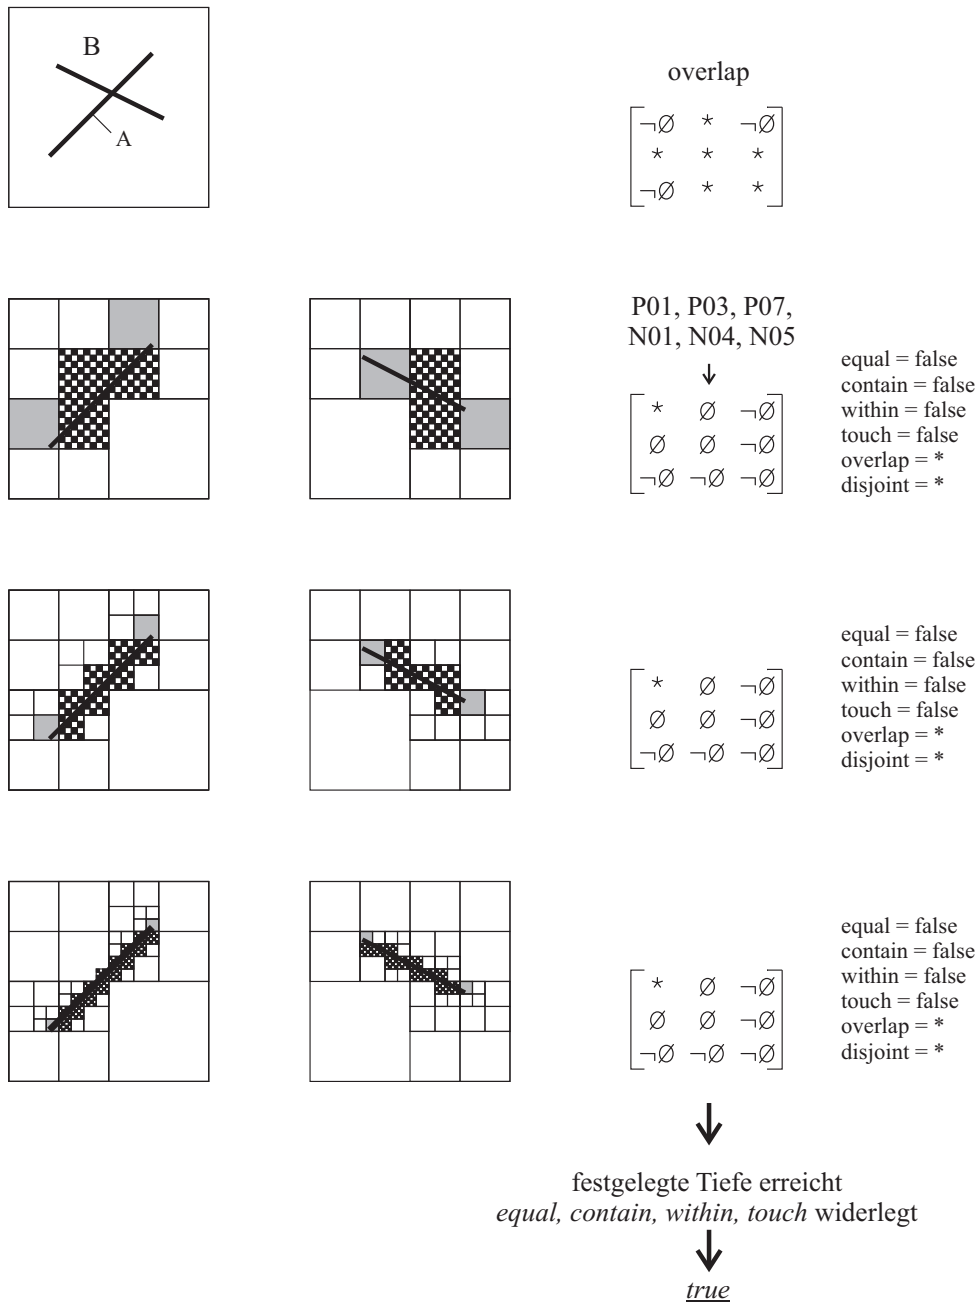 B
A
overlap
¬∅ * ¬∅
* * *
¬∅ * *
P01, P03, P07,
N01, N04, N05
* ∅ ¬∅
∅ ∅ ¬∅
¬∅ ¬∅ ¬∅
equal = false
contain = false
within = false
touch = false
overlap = *
disjoint = *
* ∅ ¬∅
∅ ∅ ¬∅
¬∅ ¬∅ ¬∅
equal = false
contain = false
within = false
touch = false
overlap = *
disjoint = *
* ∅ ¬∅
∅ ∅ ¬∅
¬∅ ¬∅ ¬∅
equal = false
contain = false
within = false
touch = false
overlap = *
disjoint = *
festgelegte Tiefe erreicht
equal, contain, within, touch widerlegt
true